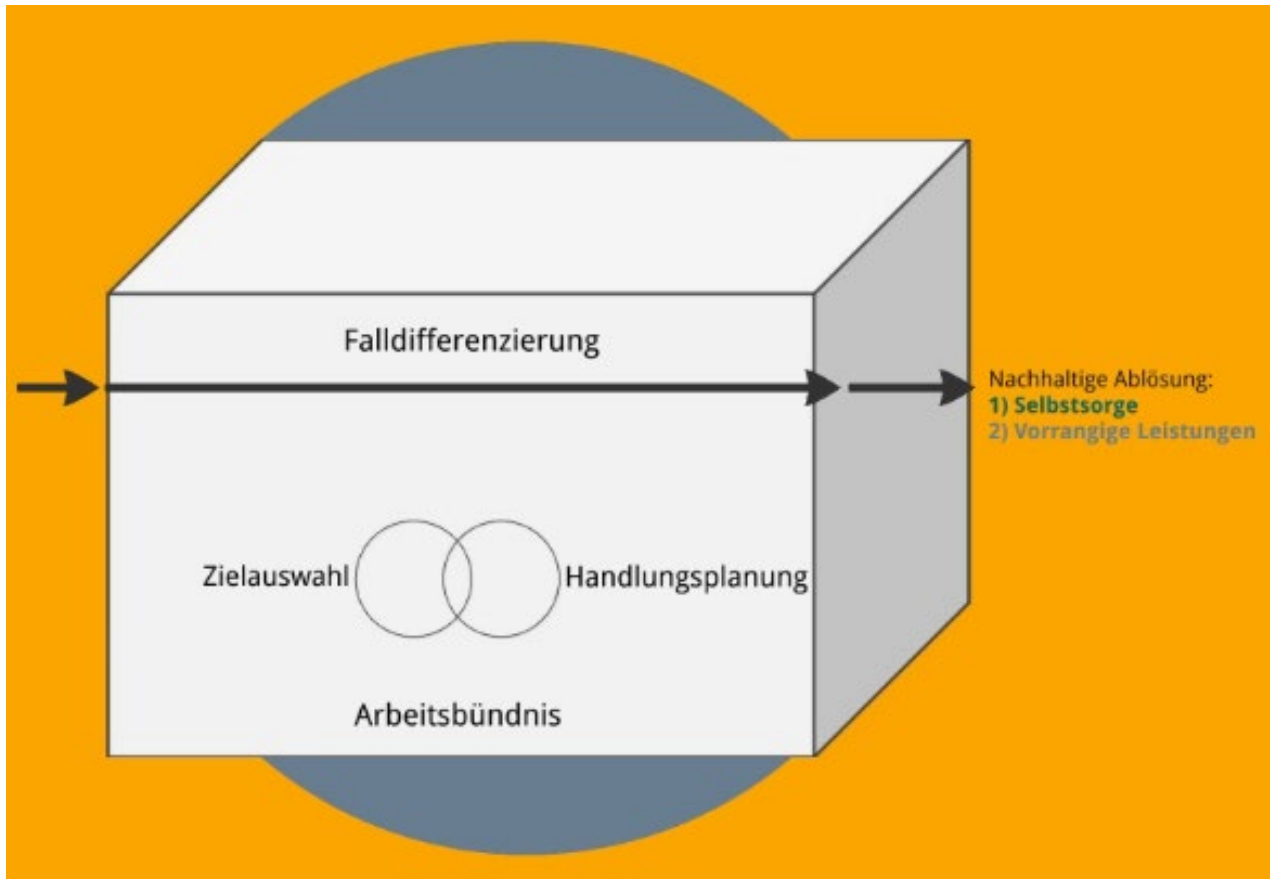 Falldifferenzierung
Nachhaltige Ablösung:
1) Selbstsorge
2) Vorrangige Leistungen
Zielauswahl
Handlungsplanung
Arbeitsbündnis